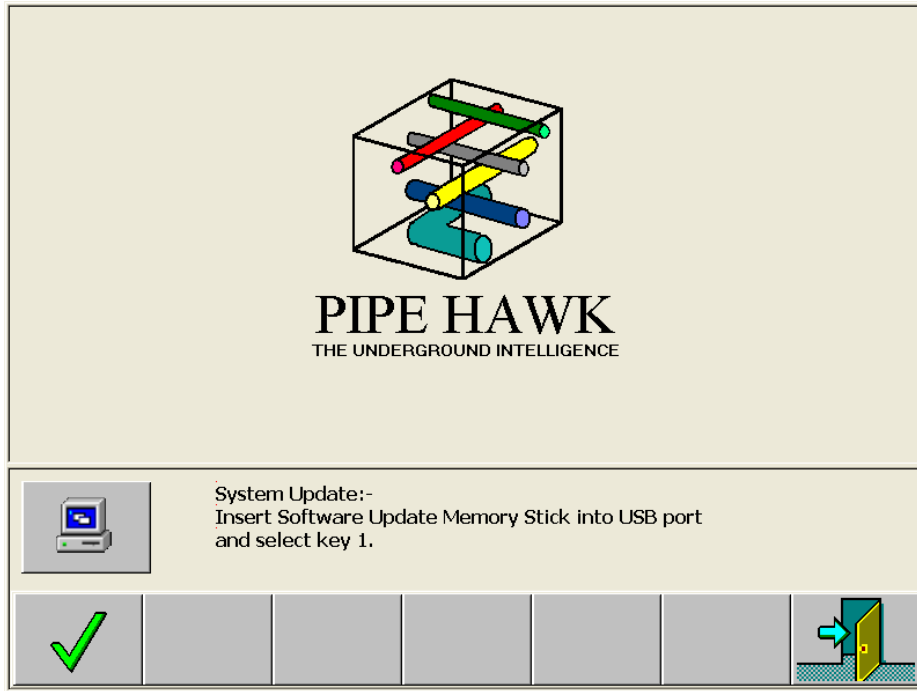 PIPE HAWK
THE UNDERGROUND INTELLIGENCE
System Update:-
Insert Software Update Memory Stick into USB port
and select key 1.